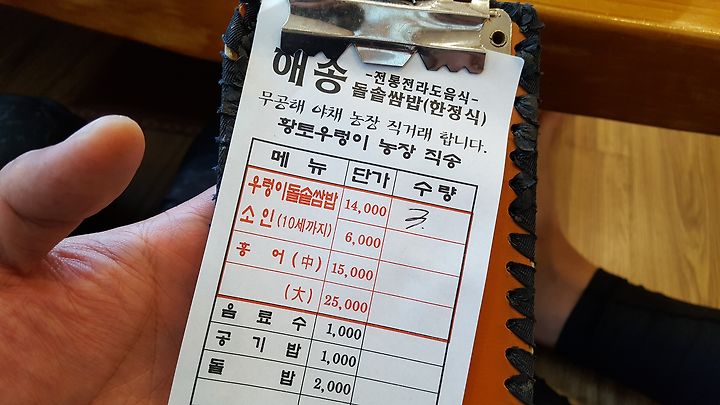 해송 -전통전라도음식-
돌솥쌈밥(한정식)
무공해 야채 농장 직거래 합니다.
황토우렁이 농장 직송
메뉴 단가 수량
우렁이돌솥쌈밥 14,000 3.
소인(10세까지) 6,000
홍어(中) 15,000
(大) 25,000
음료수 1,000
공기밥 1,000
돌밥 2,000